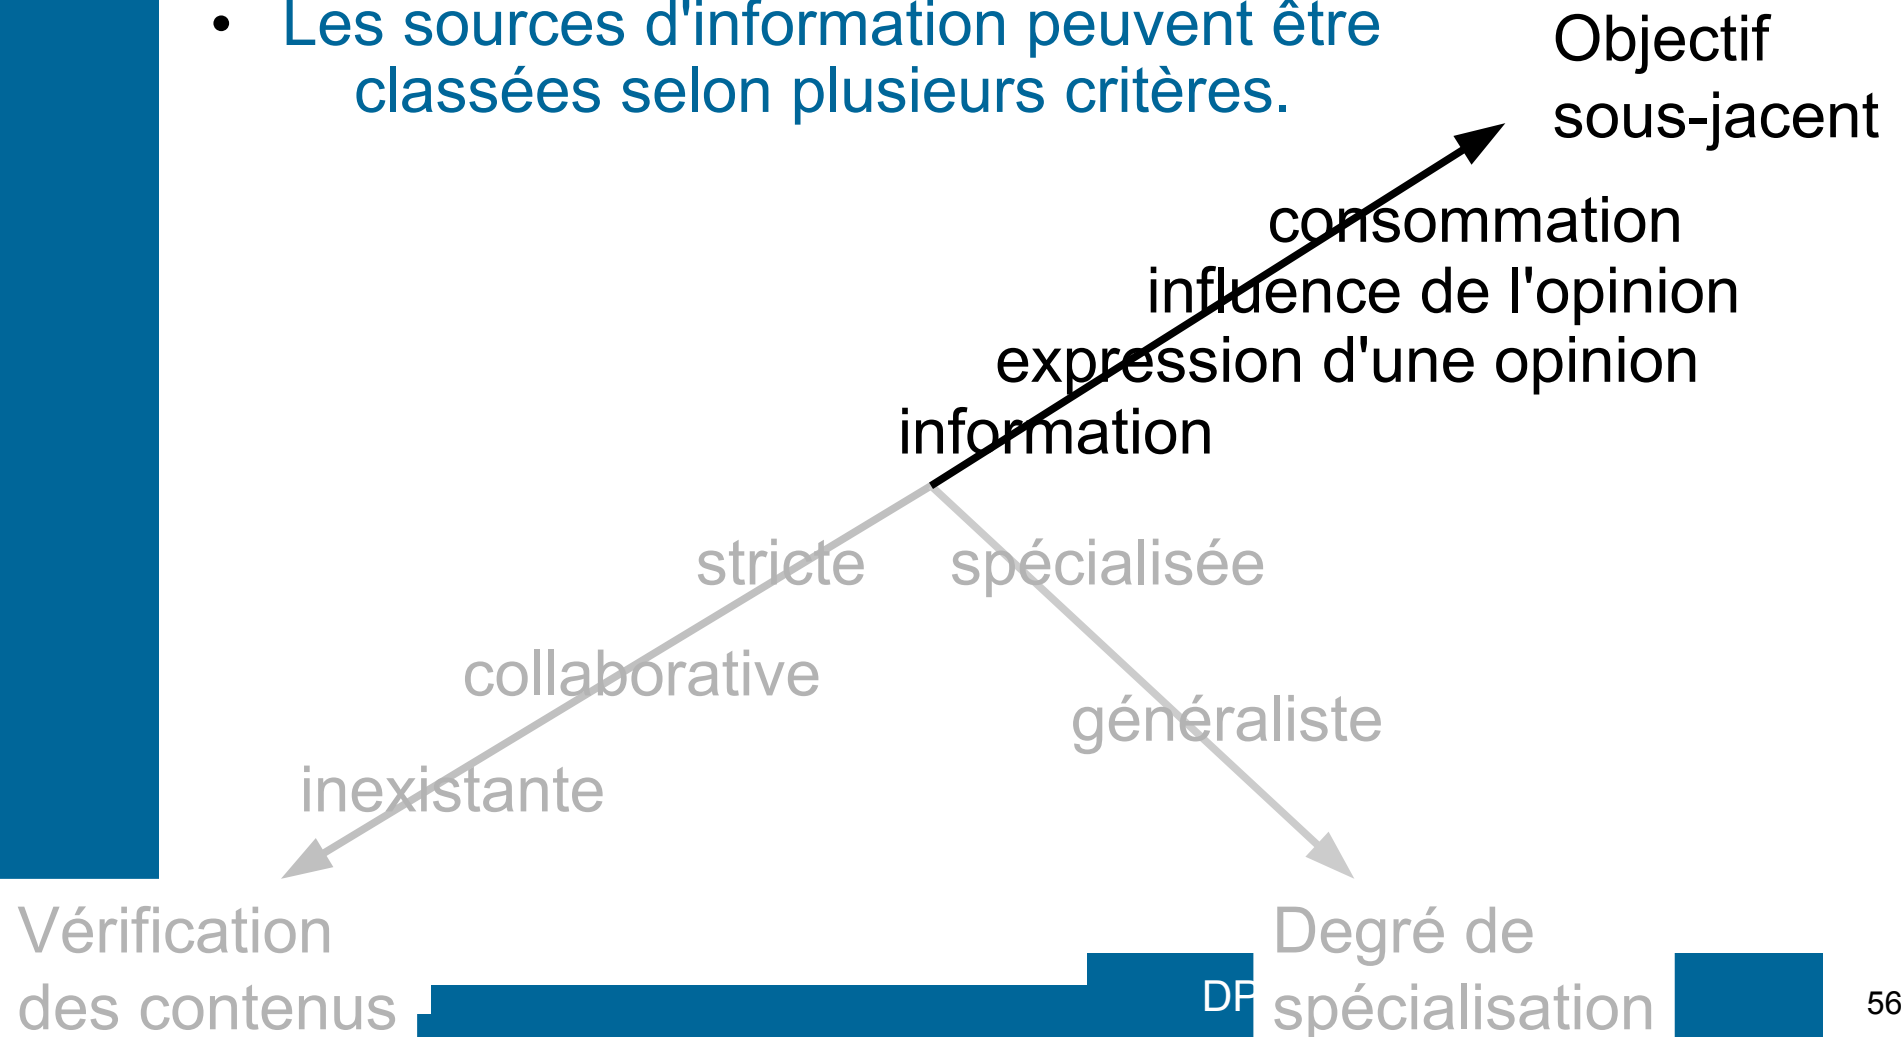 • Les sources d'information peuvent être
classées selon plusieurs critères.
Objectif
sous-jacent
consommation
influence de l'opinion
expression d'une opinion
information
stricte
spécialisée
collaborative
généraliste
inexistante
Vérification
des contenus
Degré de
spécialisation
DP
56